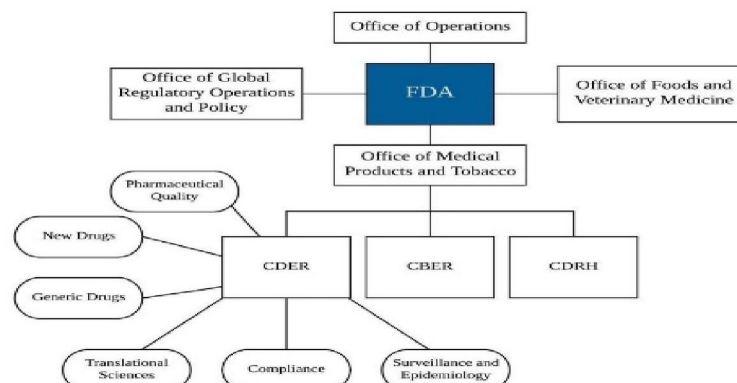 Office of Operations
Office of Global
Regulatory Operations
and Policy
FDA
Office of Foods and
Veterinary Medicine
Office of Medical
Products and Tobacco
Pharmaceutical
Quality
New Drugs
CDER
CBER
CDRH
Generic Drugs
Translational
Sciences
Compliance
Surveillance and
Epidemiology